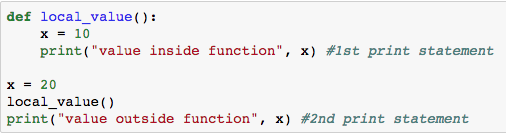 def local_value():
    x = 10
    print("value inside function", x) #1st print statement

x = 20
local_value()
print("value outside function", x) #2nd print statement